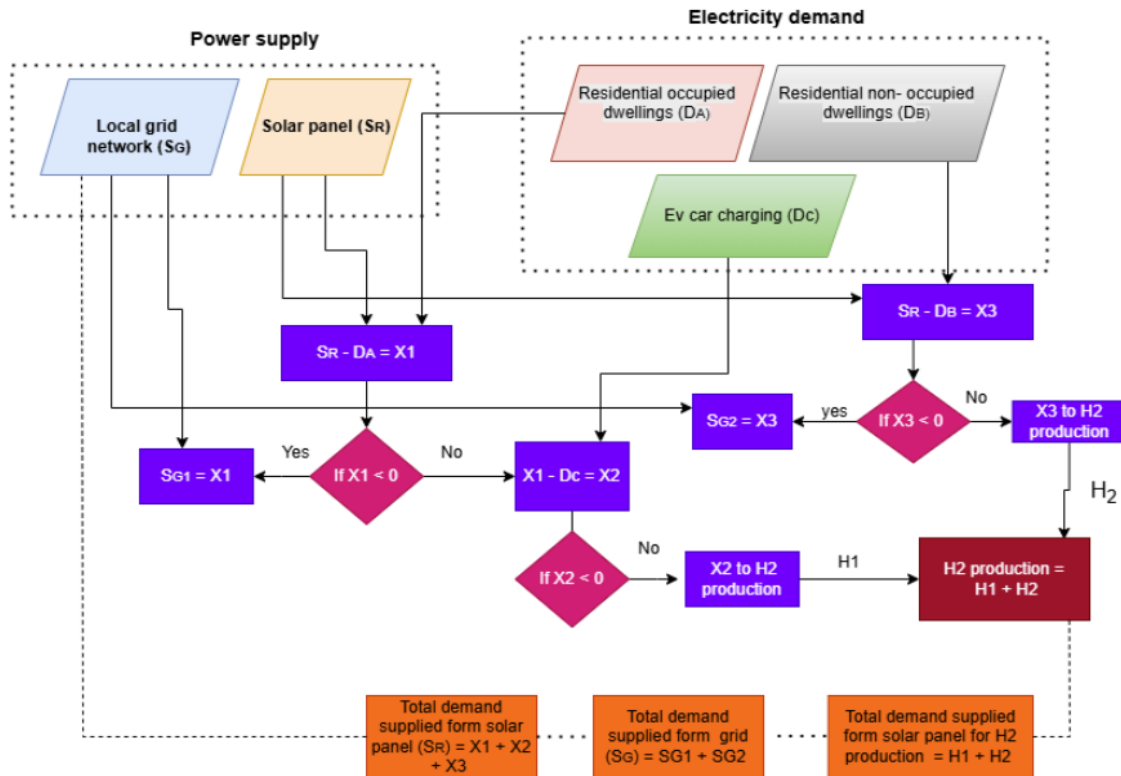 Electricity demand
Power supply
Local grid
network (SG)
Solar panel (SR)
Residential occupied
dwellings (DA)
Residential non- occupied
dwellings (DB)
Ev car charging (Dc)
SR - DB = X3
SR - DA = X1
SG2 = X3
yes
If X3 < 0
No
X3 to H2
production
SG1 = X1
Yes
If X1 < 0
No
X1 - Dc = X2
H2
If X2 < 0
No
X2 to H2
production
H1
H2 production =
H1 + H2
Total demand
supplied form solar
panel (SR) = X1 + X2
+ X3
Total demand
supplied form grid
(SG) = SG1 + SG2
Total demand supplied
form solar panel for H2
production = H1 + H2